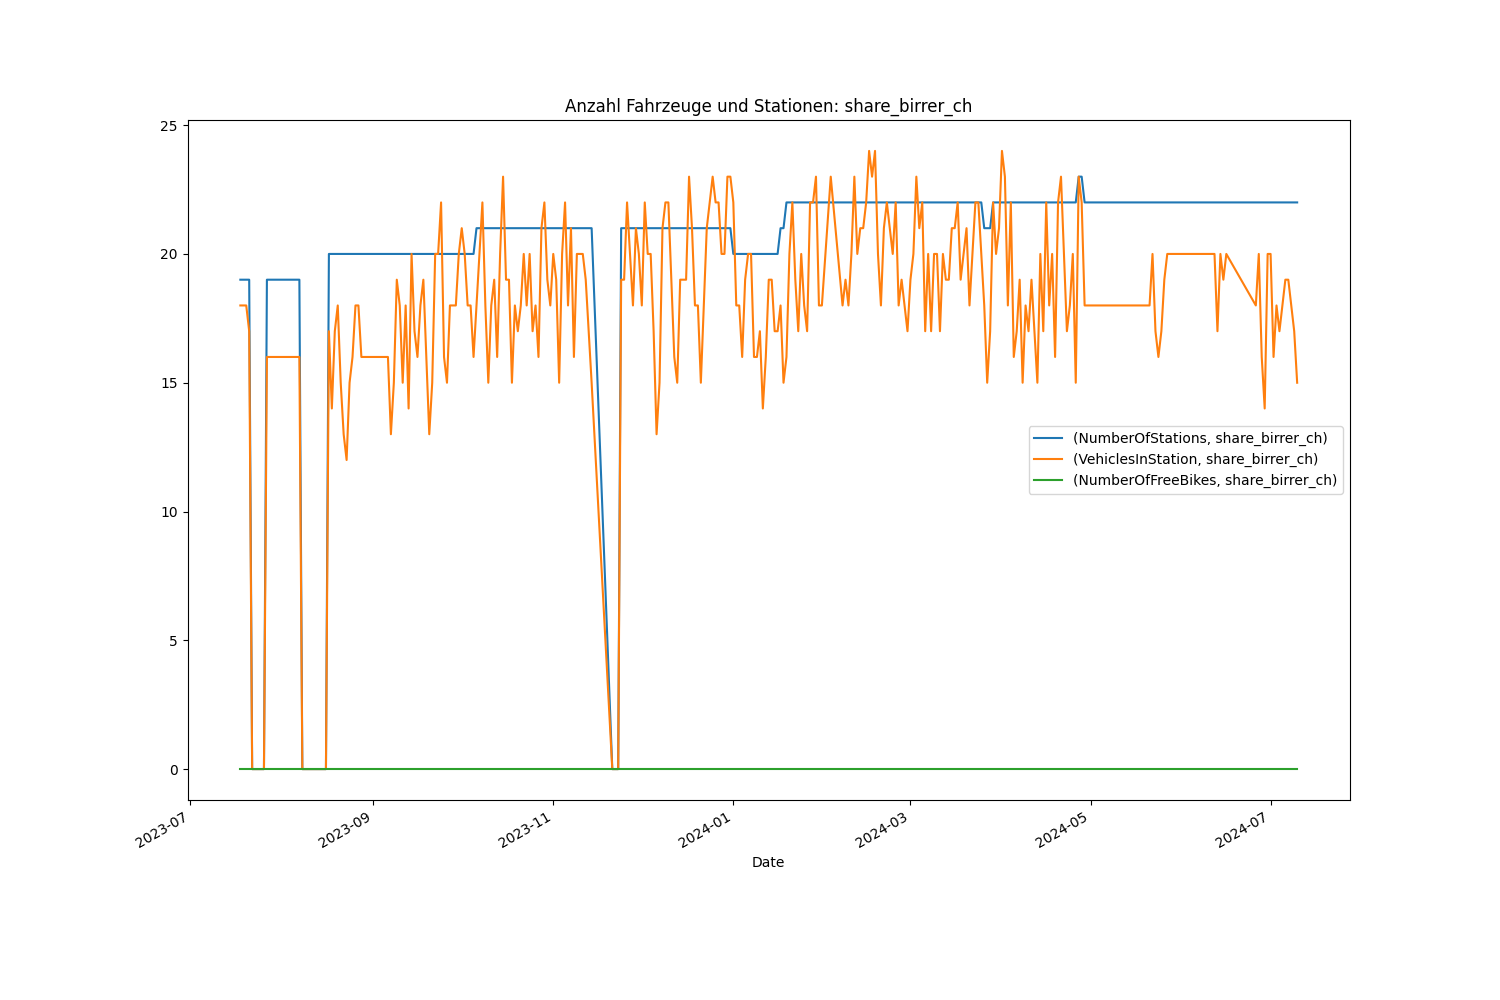 Anzahl Fahrzeuge und Stationen: share_birrer_ch
25
20
15
10
5
0
(NumberOfStations, share_birrer_ch)
(VehiclesInStation, share_birrer_ch)
(NumberOfFreeBikes, share_birrer_ch)
2023-07
2023-09
2023-11
2024-01
2024-03
2024-05
2024-07
Date